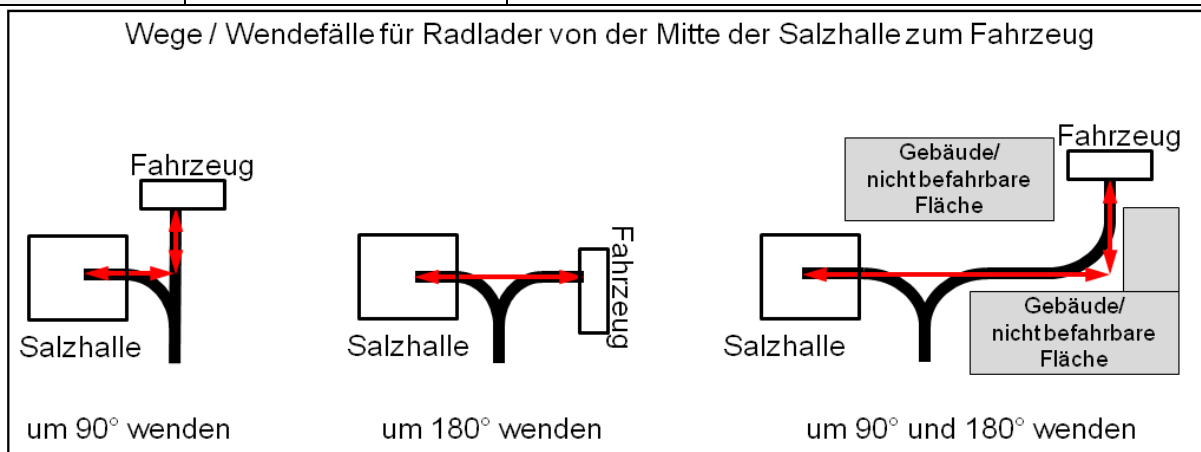 Wege / Wendefälle für Radlader von der Mitte der Salzhalle zum Fahrzeug
Fahrzeug
Salzhalle
um 90° wenden
Fahrzeug
Salzhalle
um 180° wenden
Gebäude/
nicht befahrbare
Fläche
Fahrzeug
Salzhalle
Gebäude/
nicht befahrbare
Fläche
um 90° und 180° wenden